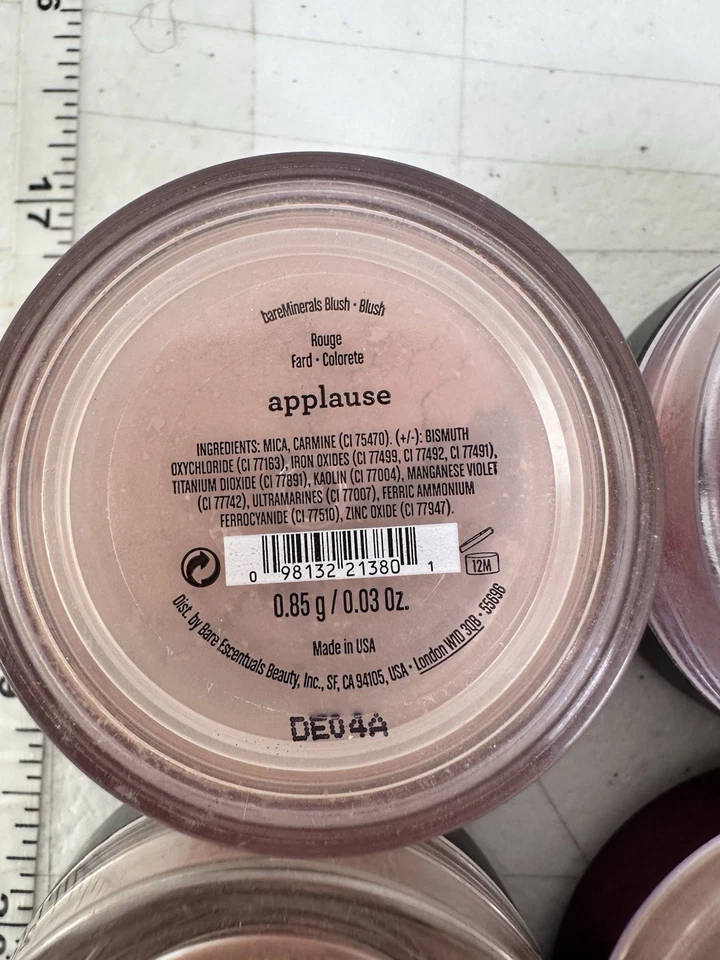 bareMinerals Blush • Blush
Rouge
Fard • Colorete
applause
INGREDIENTS: MICA, CARMINE (CI 75470). (+/-): BISMUTH
OXYCHLORIDE (CI 77163), IRON OXIDES (CI 77499, CI 77492, CI 77491),
TITANIUM DIOXIDE (CI 77891), KAOLIN (CI 77004), MANGANESE VIOLET
(CI 77742), ULTRAMARINES (CI 77007), FERRIC AMMONIUM
FERROCYANIDE (CI 77510), ZINC OXIDE (CI 77947).
0 98132 21380 1
12M
0.85 g / 0.03 Oz.
Made in USA
Dist. by Bare Escentuals Beauty, Inc., SF, CA 94105, USA • London W1D 3QB • 55696
DE04A
1
7